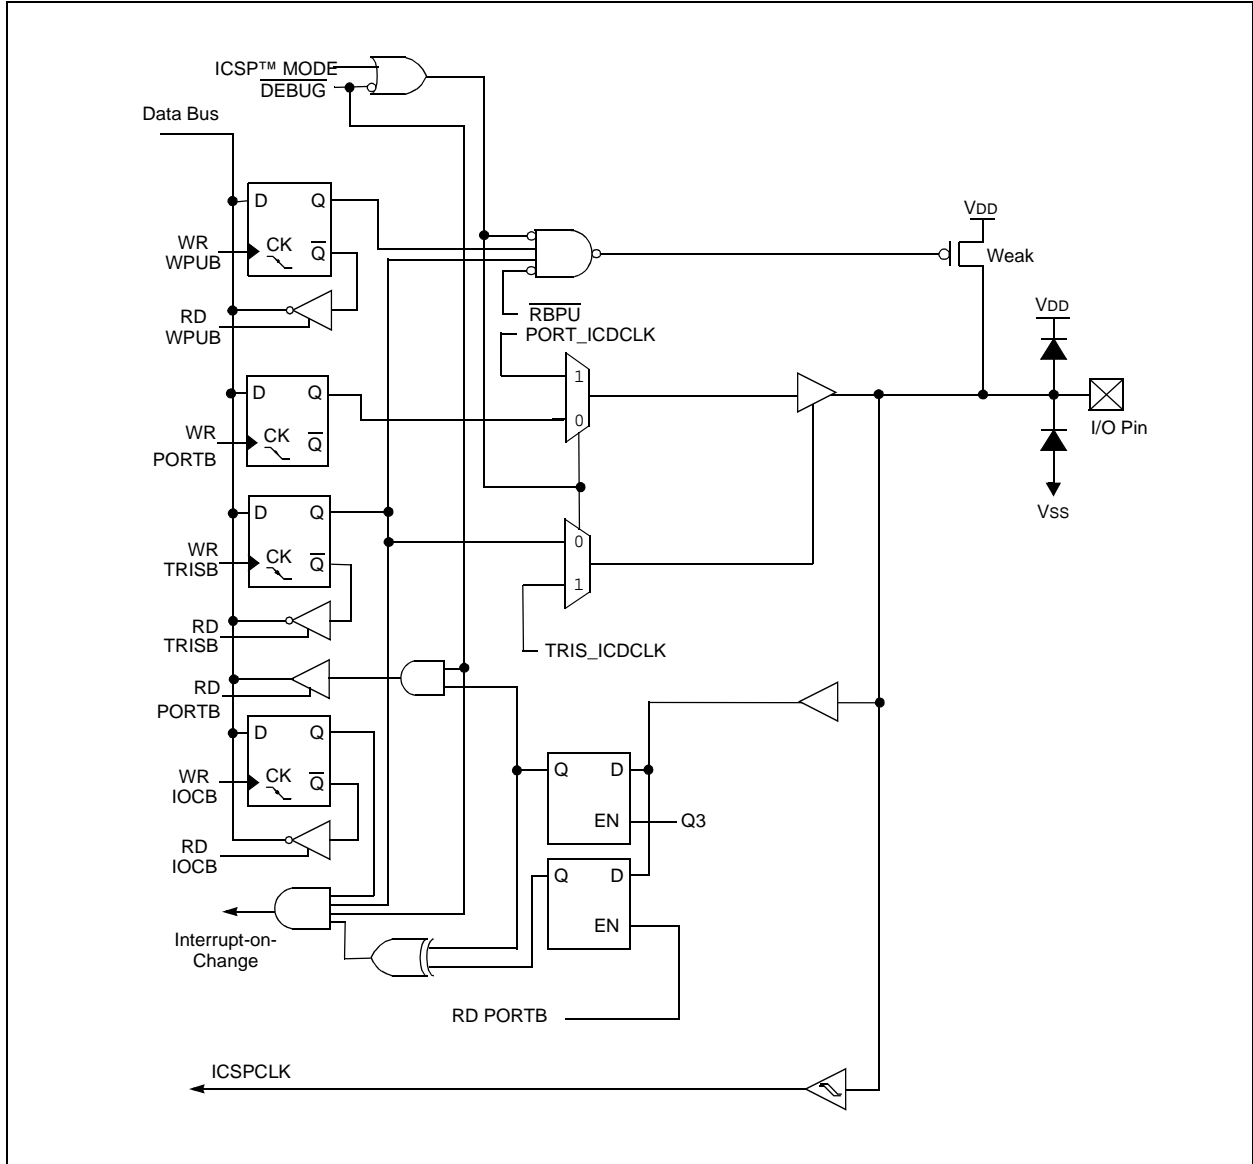 ICSP™ MODE
DEBUG
Data Bus
D Q
WR
WPUB
CK Q
RD
WPUB
RBPU
PORT_ICDCLK
VDD
Weak
VDD
I/O Pin
VSS
1
0
D Q
WR
PORTB
CK Q
D Q
WR
TRISB
CK Q
0
1
RD
TRISB
TRIS_ICDCLK
RD
PORTB
D Q
WR
IOCB
CK Q
RD
IOCB
Q D
EN
Q3
Q D
EN
Interrupt-on-
Change
RD PORTB
ICSPCLK